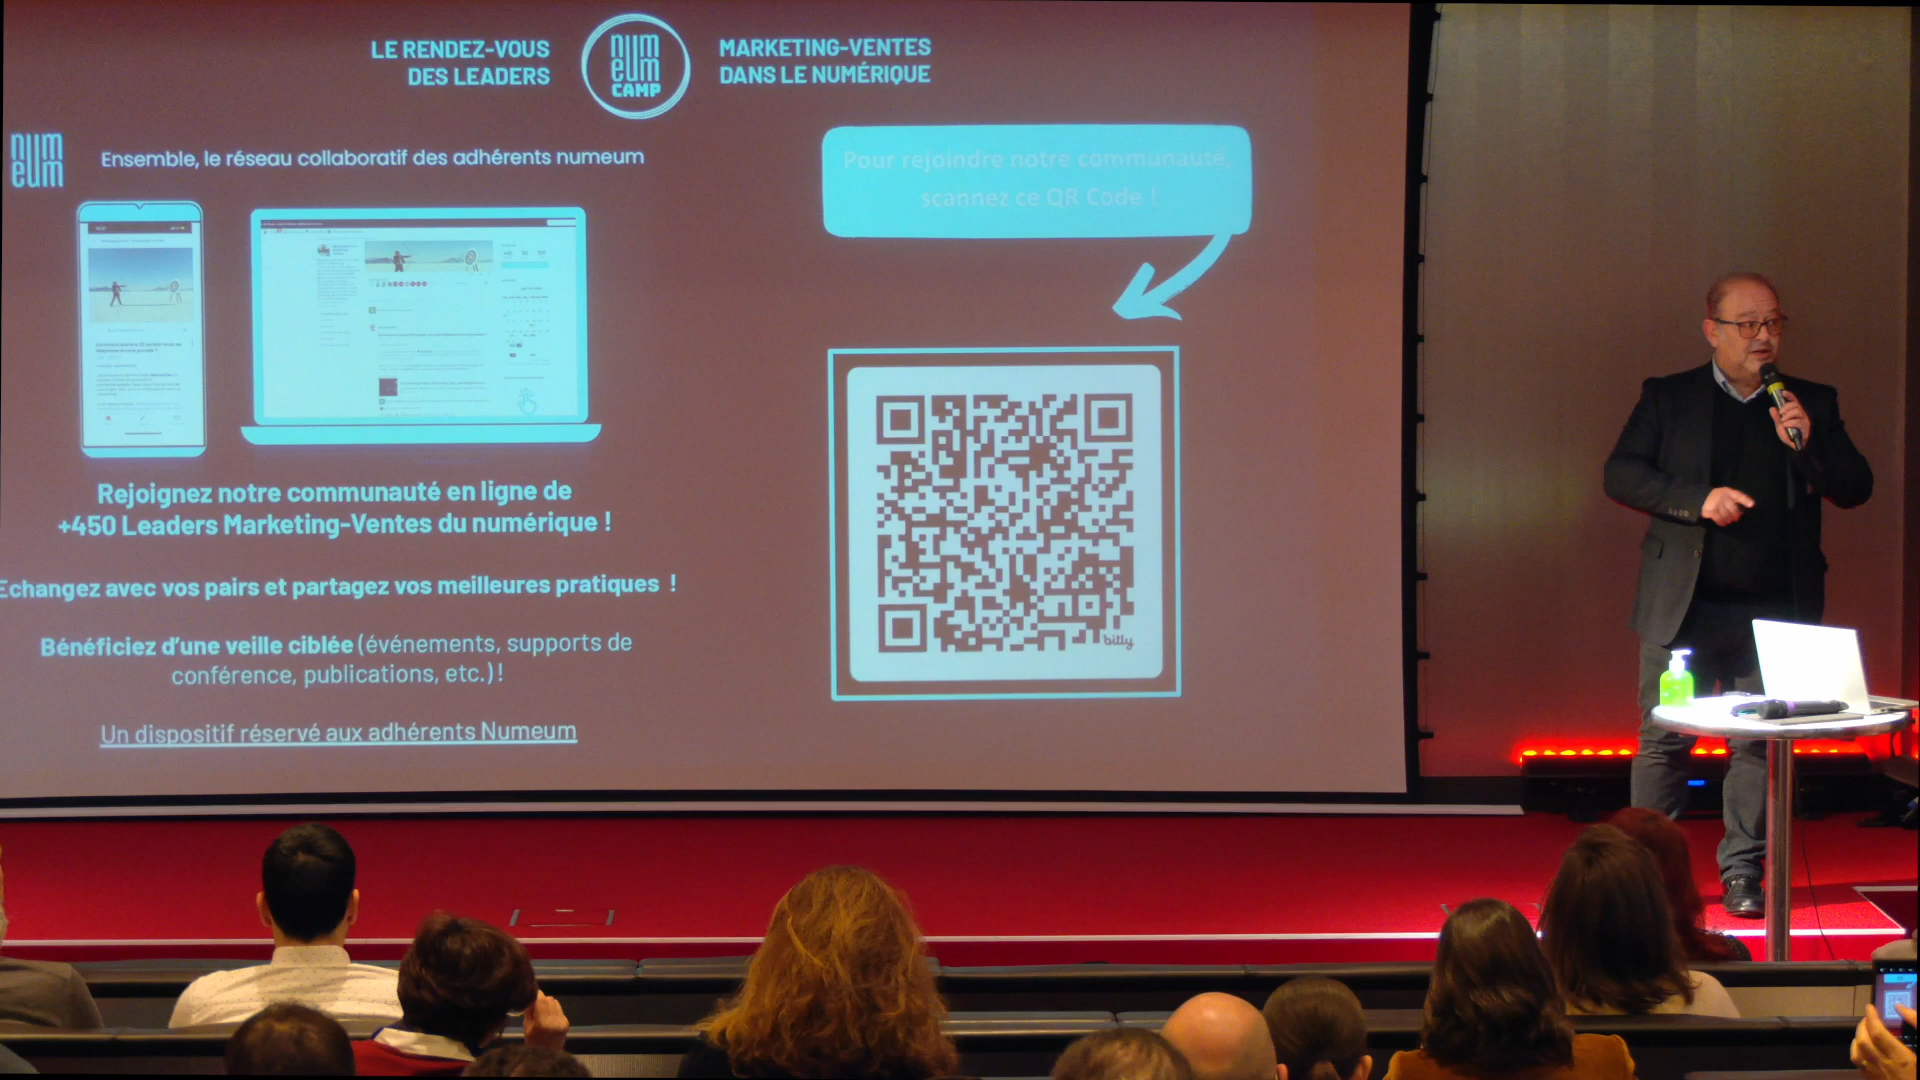 LE RENDEZ-VOUS
DES LEADERS
num
eum
CAMP
MARKETING-VENTES
DANS LE NUMÉRIQUE
num
eum
Ensemble, le réseau collaboratif des adhérents numeum
Pour rejoindre notre communauté,
scannez ce QR Code !
Rejoignez notre communauté en ligne de
+450 Leaders Marketing-Ventes du numérique !
Echangez avec vos pairs et partagez vos meilleures pratiques !
Bénéficiez d'une veille ciblée (événements, supports de
conférence, publications, etc.) !
Un dispositif réservé aux adhérents Numeum
bitly